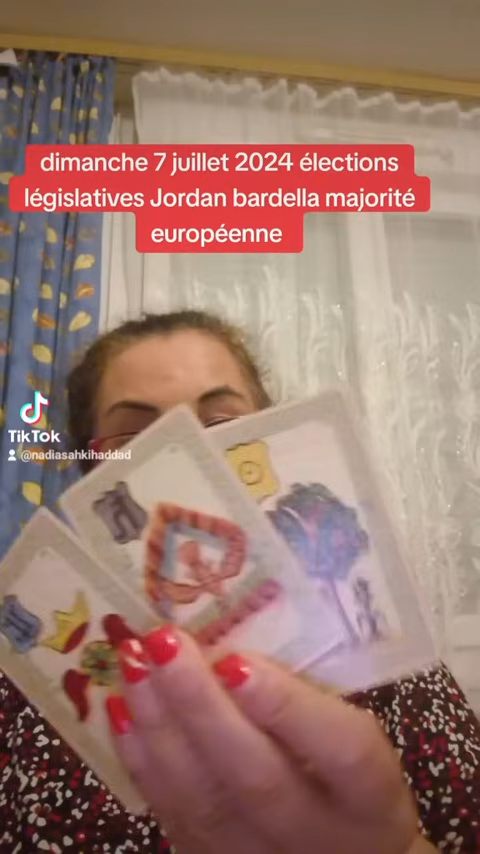 dimanche 7 juillet 2024 élections
législatives Jordan bardella majorité
européenne
TikTok
@nadiasahkihaddad